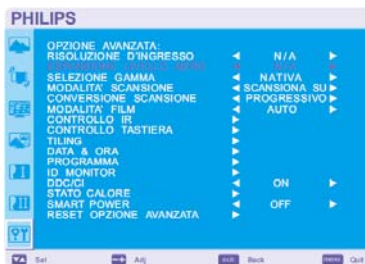 PHILIPS
OPZIONE AVANZATA:
RISOLUZIONE D'INGRESSO N/A
SELEZIONE GAMMA NATIVA
MODALITA' SCANSIONE SCANSIONA SU
CONVERSIONE SCANSIONE PROGRESSIVO
MODALITA' FILM AUTO
CONTROLLO IR
CONTROLLO TASTIERA
TILING
DATA & ORA
PROGRAMMA
ID MONITOR
DDC/CI ON
STATO CALORE
SMART POWER OFF
RESET OPZIONE AVANZATA
Sel Adj Back Quit